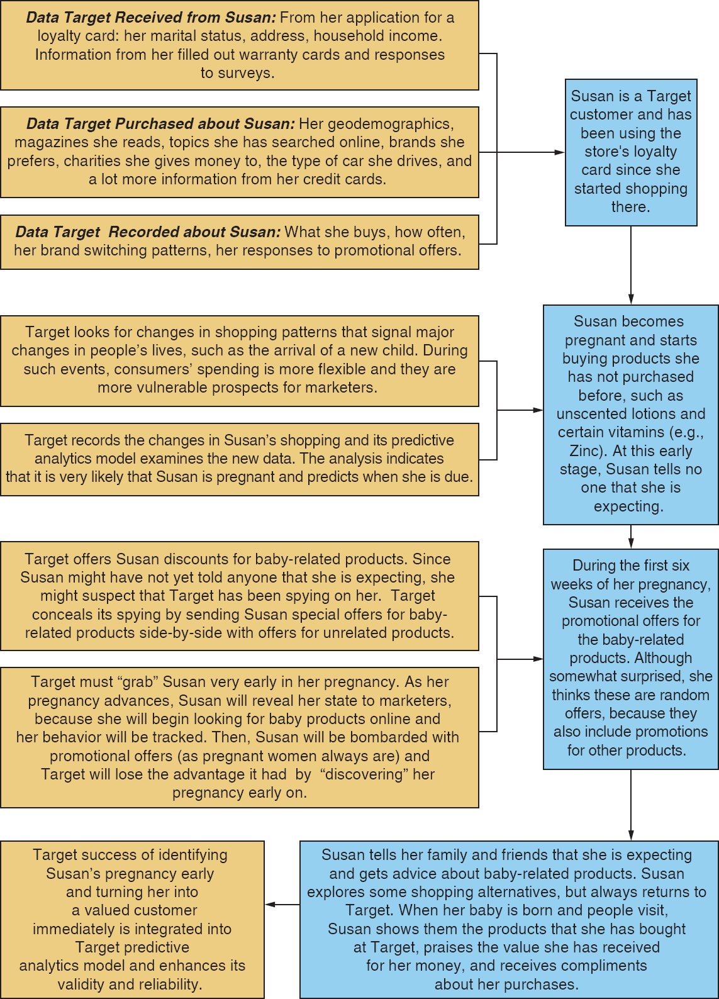 Data Target Received from Susan: From her application for a
loyalty card: her marital status, address, household income.
Information from her filled out warranty cards and responses
to surveys.
Data Target Purchased about Susan: Her geodemographics,
magazines she reads, topics she has searched online, brands she
prefers, charities she gives money to, the type of car she drives, and
a lot more information from her credit cards.
Data Target Recorded about Susan: What she buys, how often,
her brand switching patterns, her responses to promotional offers.
Susan is a Target
customer and has
been using the
store's loyalty
card since she
started shopping
there.
Target looks for changes in shopping patterns that signal major
changes in people’s lives, such as the arrival of a new child. During
such events, consumers’ spending is more flexible and they are
more vulnerable prospects for marketers.
Target records the changes in Susan’s shopping and its predictive
analytics model examines the new data. The analysis indicates
that it is very likely that Susan is pregnant and predicts when she is due.
Susan becomes
pregnant and starts
buying products she
has not purchased
before, such as
unscented lotions and
certain vitamins (e.g.,
Zinc). At this early
stage, Susan tells no
one that she is
expecting.
Target offers Susan discounts for baby-related products. Since
Susan might have not yet told anyone that she is expecting, she
might suspect that Target has been spying on her. Target
conceals its spying by sending Susan special offers for baby-
related products side-by-side with offers for unrelated products.
Target must “grab” Susan very early in her pregnancy. As her
pregnancy advances, Susan will reveal her state to marketers,
because she will begin looking for baby products online and
her behavior will be tracked. Then, Susan will be bombarded with
promotional offers (as pregnant women always are) and
Target will lose the advantage it had by “discovering” her
pregnancy early on.
During the first six
weeks of her pregnancy,
Susan receives the
promotional offers for
the baby-related
products. Although
somewhat surprised, she
thinks these are random
offers, because they
also include promotions
for other products.
Susan tells her family and friends that she is expecting
and gets advice about baby-related products. Susan
explores some shopping alternatives, but always returns to
Target. When her baby is born and people visit,
Susan shows them the products that she has bought
at Target, praises the value she has received
for her money, and receives compliments
about her purchases.
Target success of identifying
Susan’s pregnancy early
and turning her into
a valued customer
immediately is integrated into
Target predictive
analytics model and enhances its
validity and reliability.